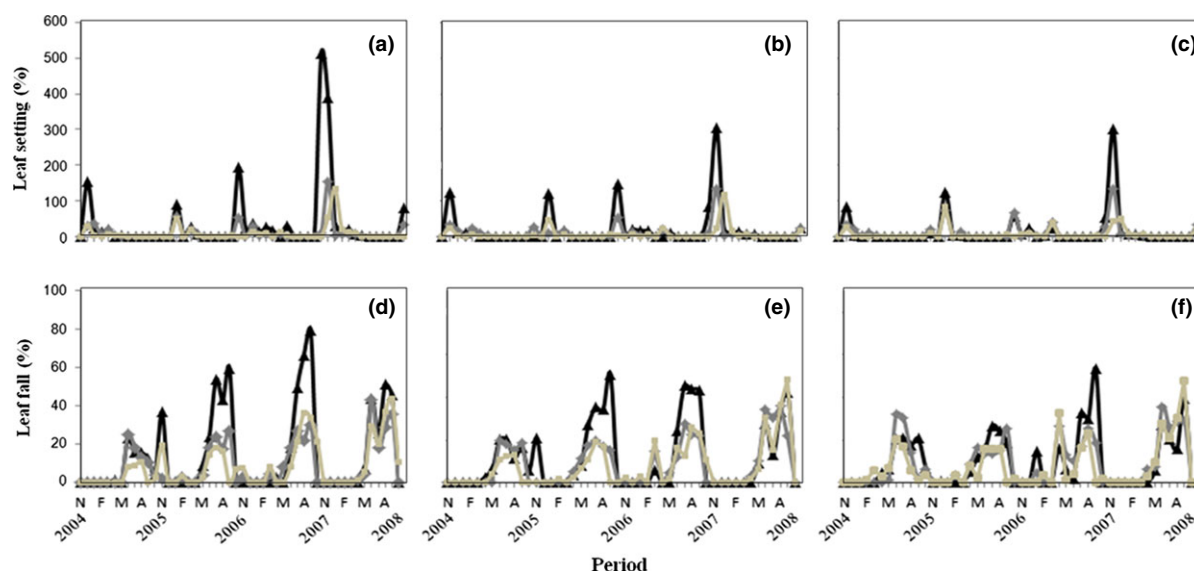 600
500
400
300
200
100
0
Leaf setting (%)
(a)
(b)
(c)
100
80
60
40
20
0
Leaf fall (%)
(d)
(e)
(f)
N F M A N F M A N F M A N F M A
2004 2005 2006 2007 2008
N F M A N F M A N F M A N F M A
2004 2005 2006 2007 2008
N F M A N F M A N F M A N F M A
2004 2005 2006 2007 2008
Period